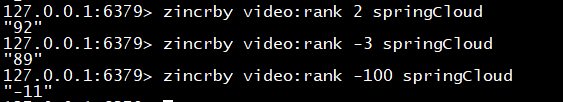 127.0.0.1:6379> zincrby video:rank 2 springCloud
"92"
127.0.0.1:6379> zincrby video:rank -3 springCloud
"89"
127.0.0.1:6379> zincrby video:rank -100 springCloud
"-11"